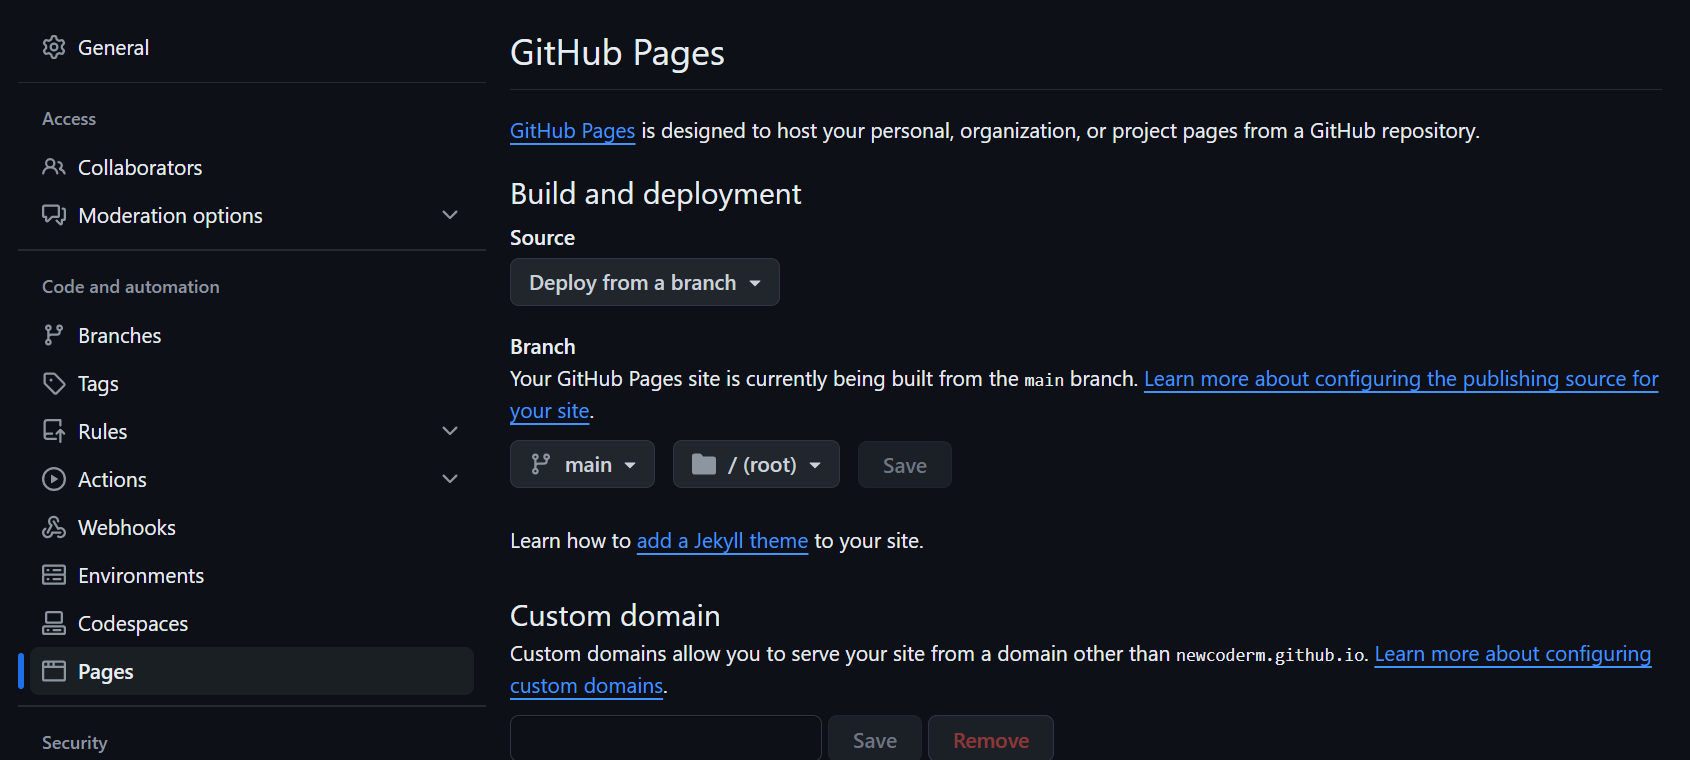 General
Access
Collaborators
Moderation options
Code and automation
Branches
Tags
Rules
Actions
Webhooks
Environments
Codespaces
Pages
Security
GitHub Pages
GitHub Pages is designed to host your personal, organization, or project pages from a GitHub repository.
Build and deployment
Source
Deploy from a branch
Branch
Your GitHub Pages site is currently being built from the main branch. Learn more about configuring the publishing source for
your site.
main / (root) Save
Learn how to add a Jekyll theme to your site.
Custom domain
Custom domains allow you to serve your site from a domain other than newcoderm.github.io. Learn more about configuring
custom domains.
Save Remove